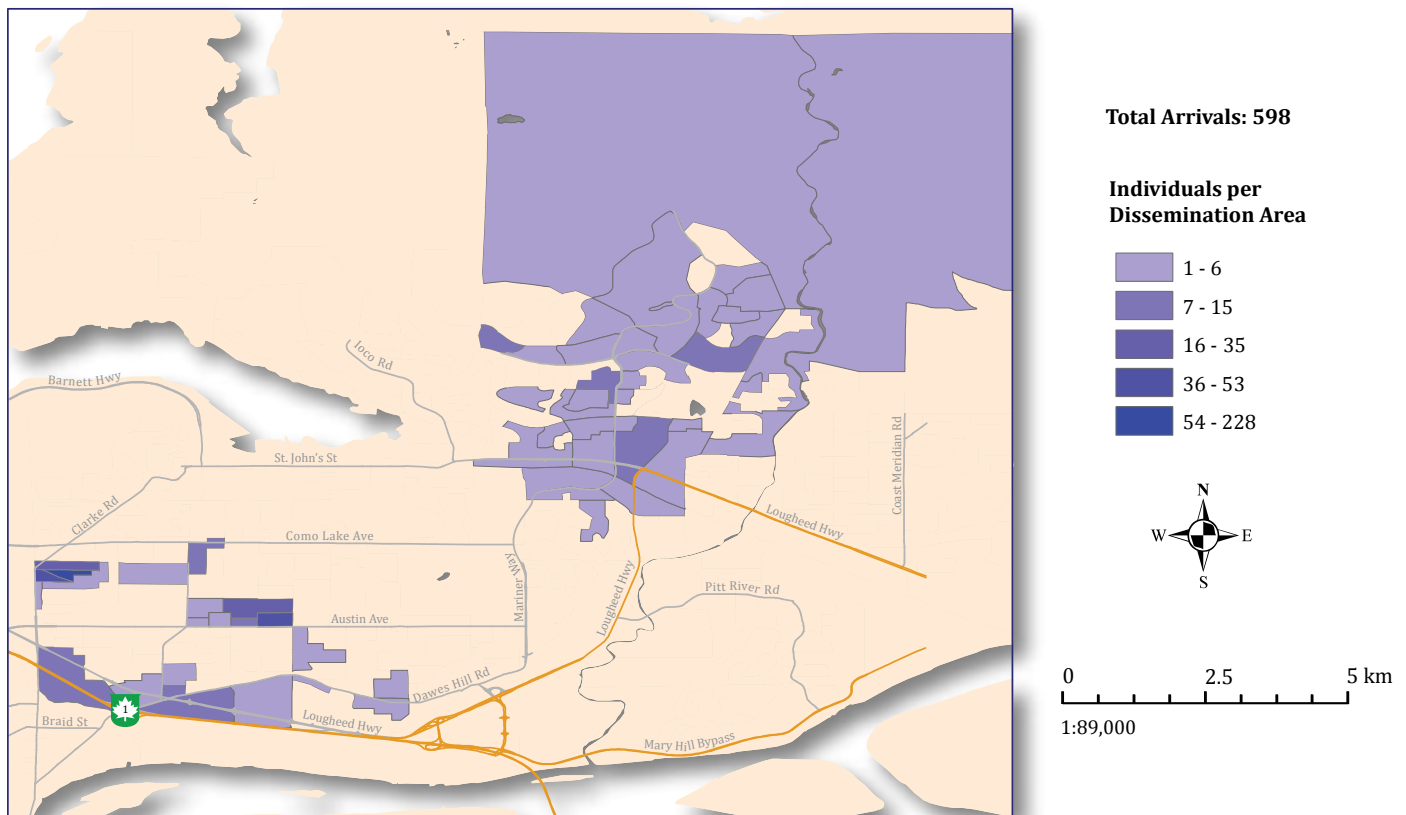 Total Arrivals: 598
Individuals per
Dissemination Area
1 - 6
7 - 15
16 - 35
36 - 53
54 - 228
N
W
E
S
0
2.5
5 km
1:89,000
Ioco Rd
Barnett Hwy
St. John's St
Coast Meridian Rd
Clarke Rd
Lougheed Hwy
Como Lake Ave
Mariner Way
Lougheed Hwy
Pitt River Rd
Austin Ave
Dawes Hill Rd
1
Braid St
Lougheed Hwy
Mary Hill Bypass